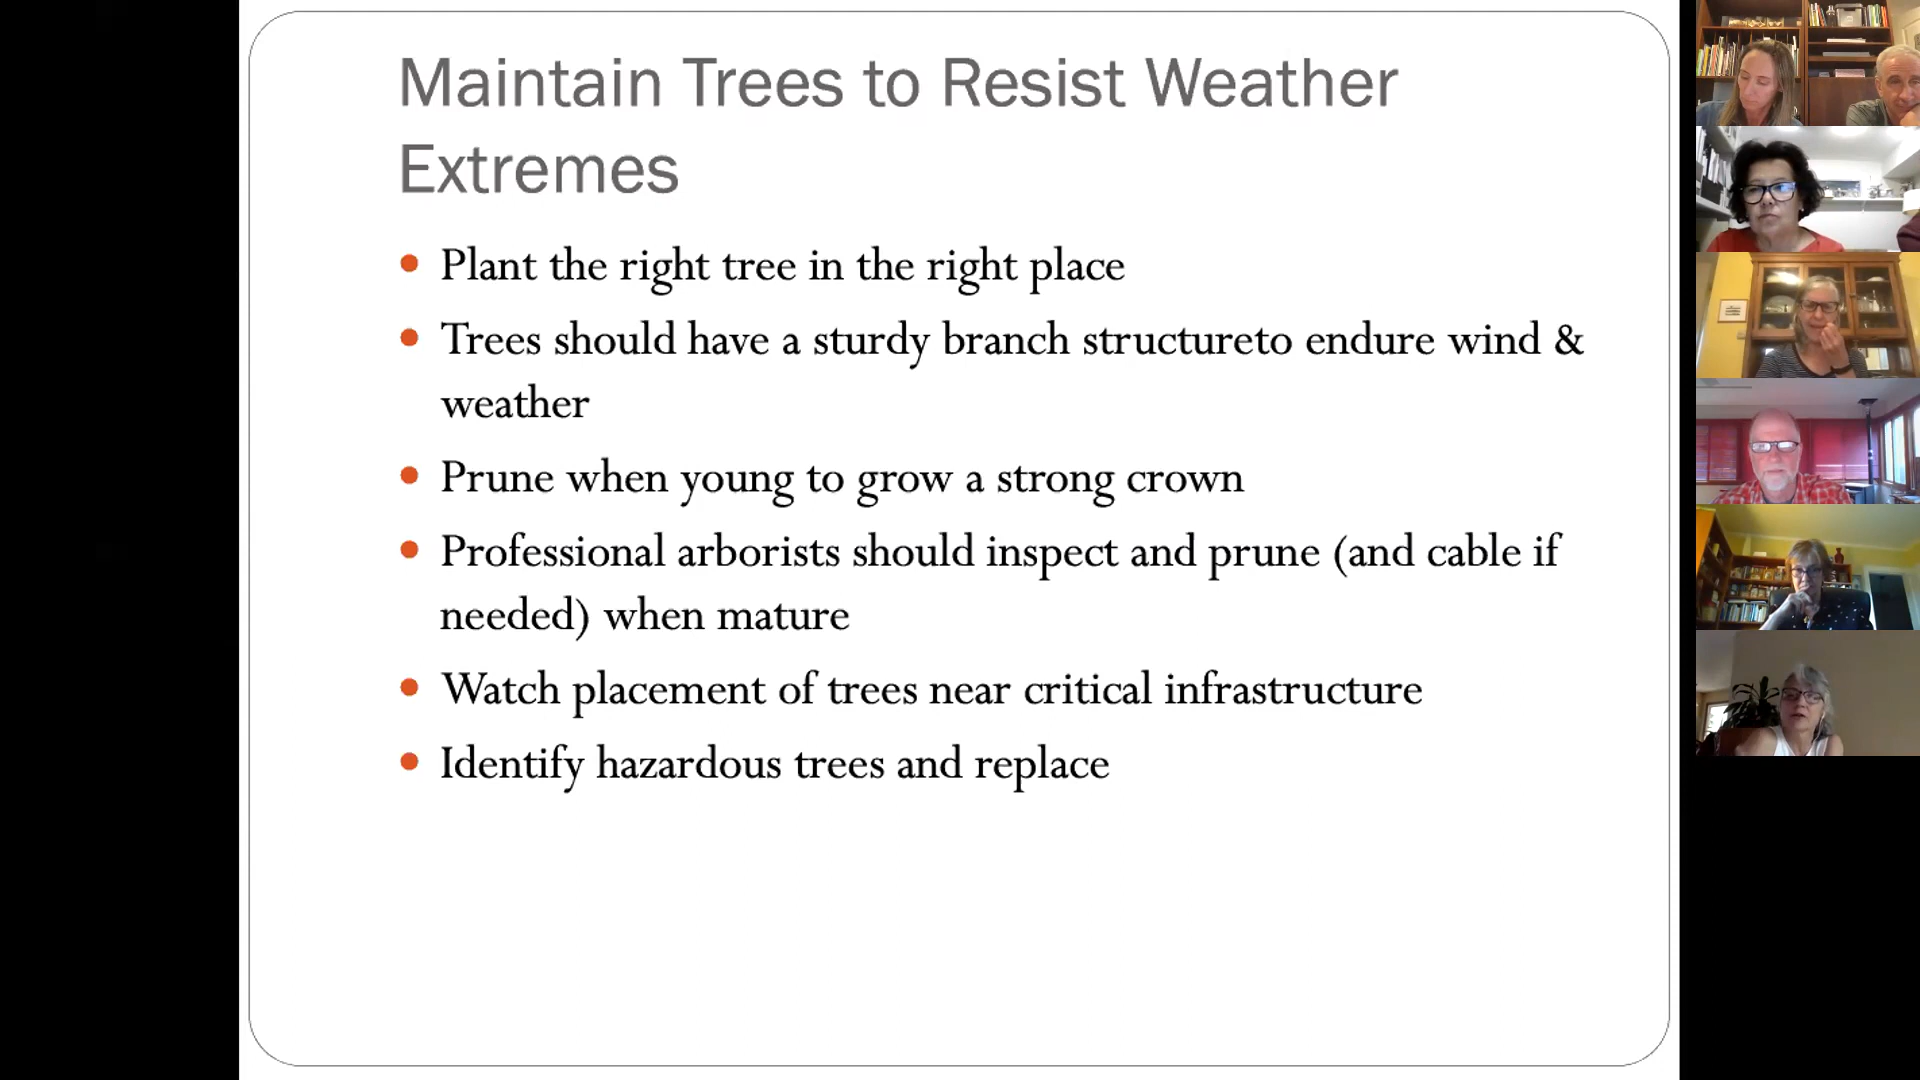 Maintain Trees to Resist Weather
Extremes
• Plant the right tree in the right place
• Trees should have a sturdy branch structureto endure wind &
weather
• Prune when young to grow a strong crown
• Professional arborists should inspect and prune (and cable if
needed) when mature
• Watch placement of trees near critical infrastructure
• Identify hazardous trees and replace